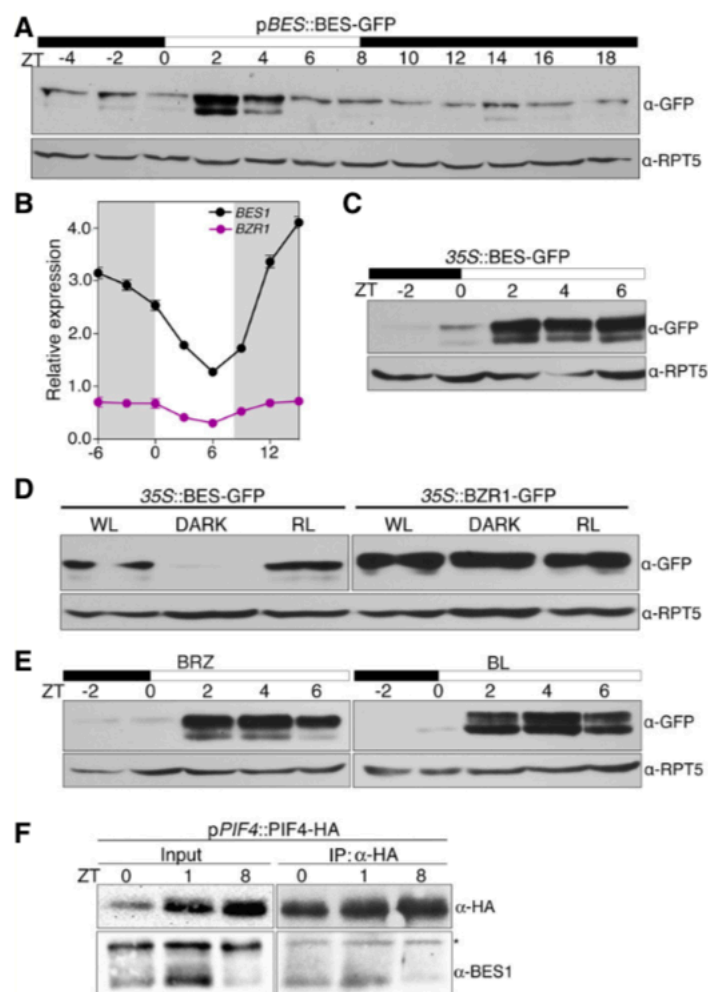 A
pBES::BES-GFP
ZT -4 -2 0 2 4 6 8 10 12 14 16 18
α-GFP
α-RPT5
B
BES1
BZR1
Relative expression
4.0
3.0
2.0
1.0
0.0
-6 0 6 12
C
35S::BES-GFP
ZT -2 0 2 4 6
α-GFP
α-RPT5
D
35S::BES-GFP 35S::BZR1-GFP
WL DARK RL WL DARK RL
α-GFP
α-RPT5
E
BRZ BL
ZT -2 0 2 4 6 -2 0 2 4 6
α-GFP
α-RPT5
F
pPIF4::PIF4-HA
Input IP: α-HA
ZT 0 1 8 0 1 8
α-HA
*
α-BES1